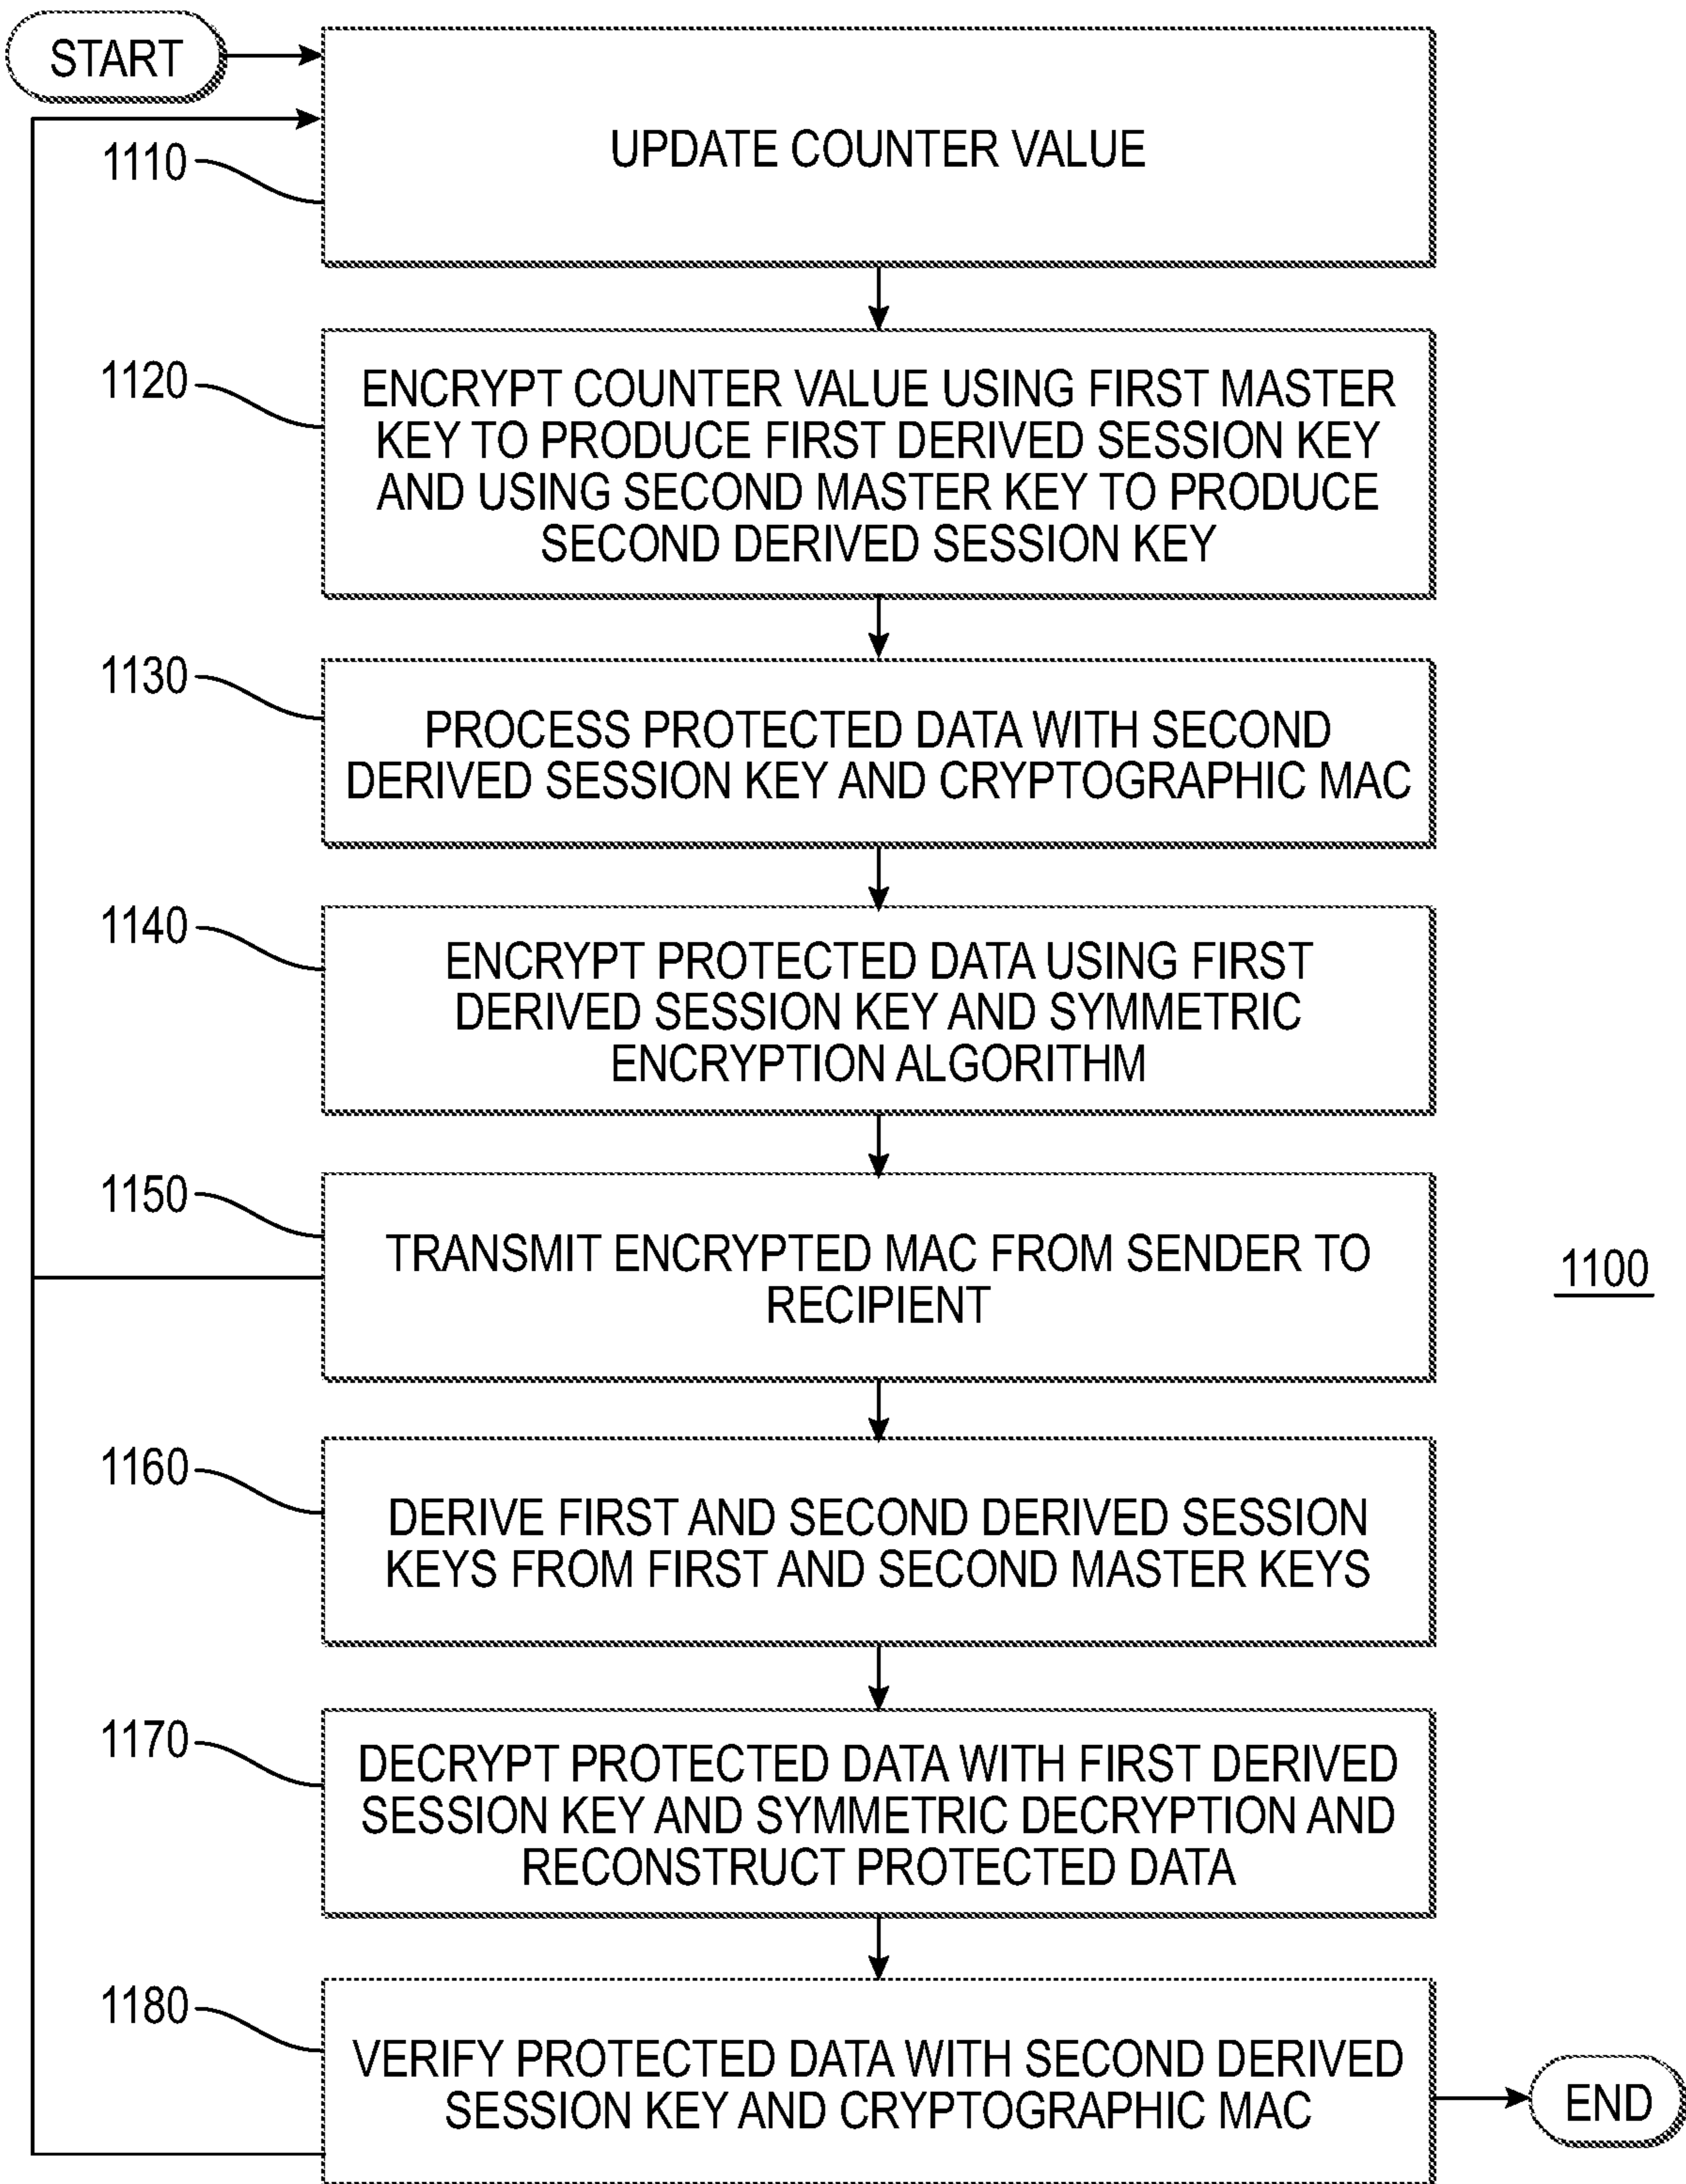 START
1110
UPDATE COUNTER VALUE
1120
ENCRYPT COUNTER VALUE USING FIRST MASTER
KEY TO PRODUCE FIRST DERIVED SESSION KEY
AND USING SECOND MASTER KEY TO PRODUCE
SECOND DERIVED SESSION KEY
1130
PROCESS PROTECTED DATA WITH SECOND
DERIVED SESSION KEY AND CRYPTOGRAPHIC MAC
1140
ENCRYPT PROTECTED DATA USING FIRST
DERIVED SESSION KEY AND SYMMETRIC
ENCRYPTION ALGORITHM
1150
TRANSMIT ENCRYPTED MAC FROM SENDER TO
RECIPIENT
1100
1160
DERIVE FIRST AND SECOND DERIVED SESSION
KEYS FROM FIRST AND SECOND MASTER KEYS
1170
DECRYPT PROTECTED DATA WITH FIRST DERIVED
SESSION KEY AND SYMMETRIC DECRYPTION AND
RECONSTRUCT PROTECTED DATA
1180
VERIFY PROTECTED DATA WITH SECOND DERIVED
SESSION KEY AND CRYPTOGRAPHIC MAC
END